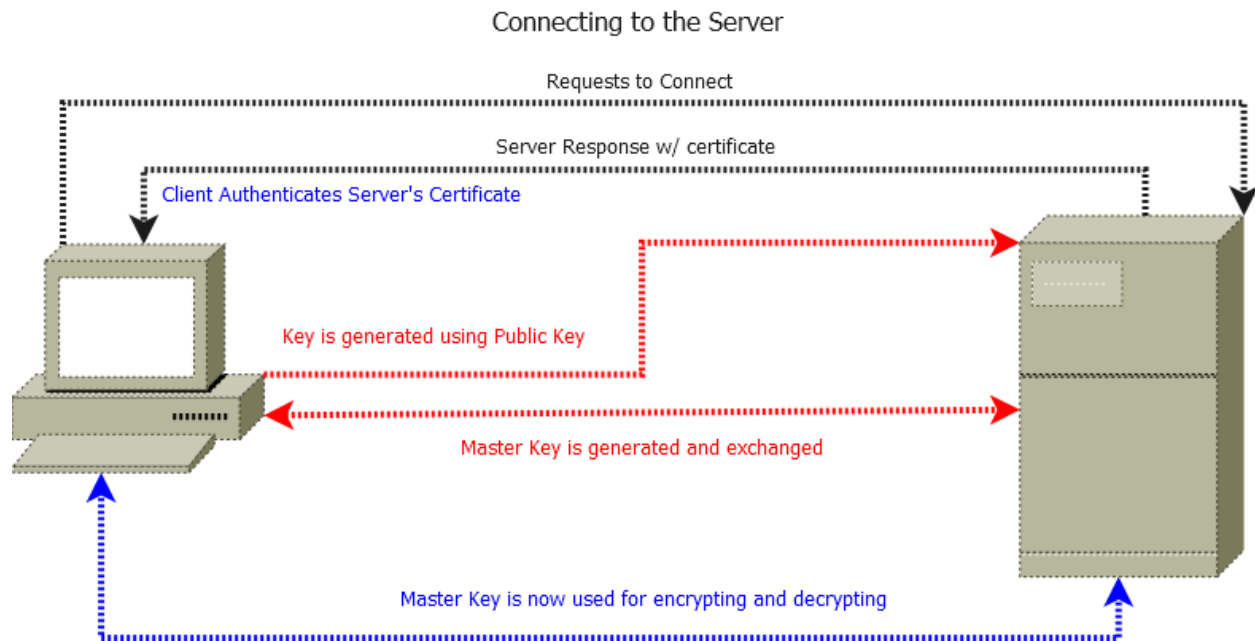 Connecting to the Server
Requests to Connect
Server Response w/ certificate
Client Authenticates Server's Certificate
Key is generated using Public Key
Master Key is generated and exchanged
Master Key is now used for encrypting and decrypting